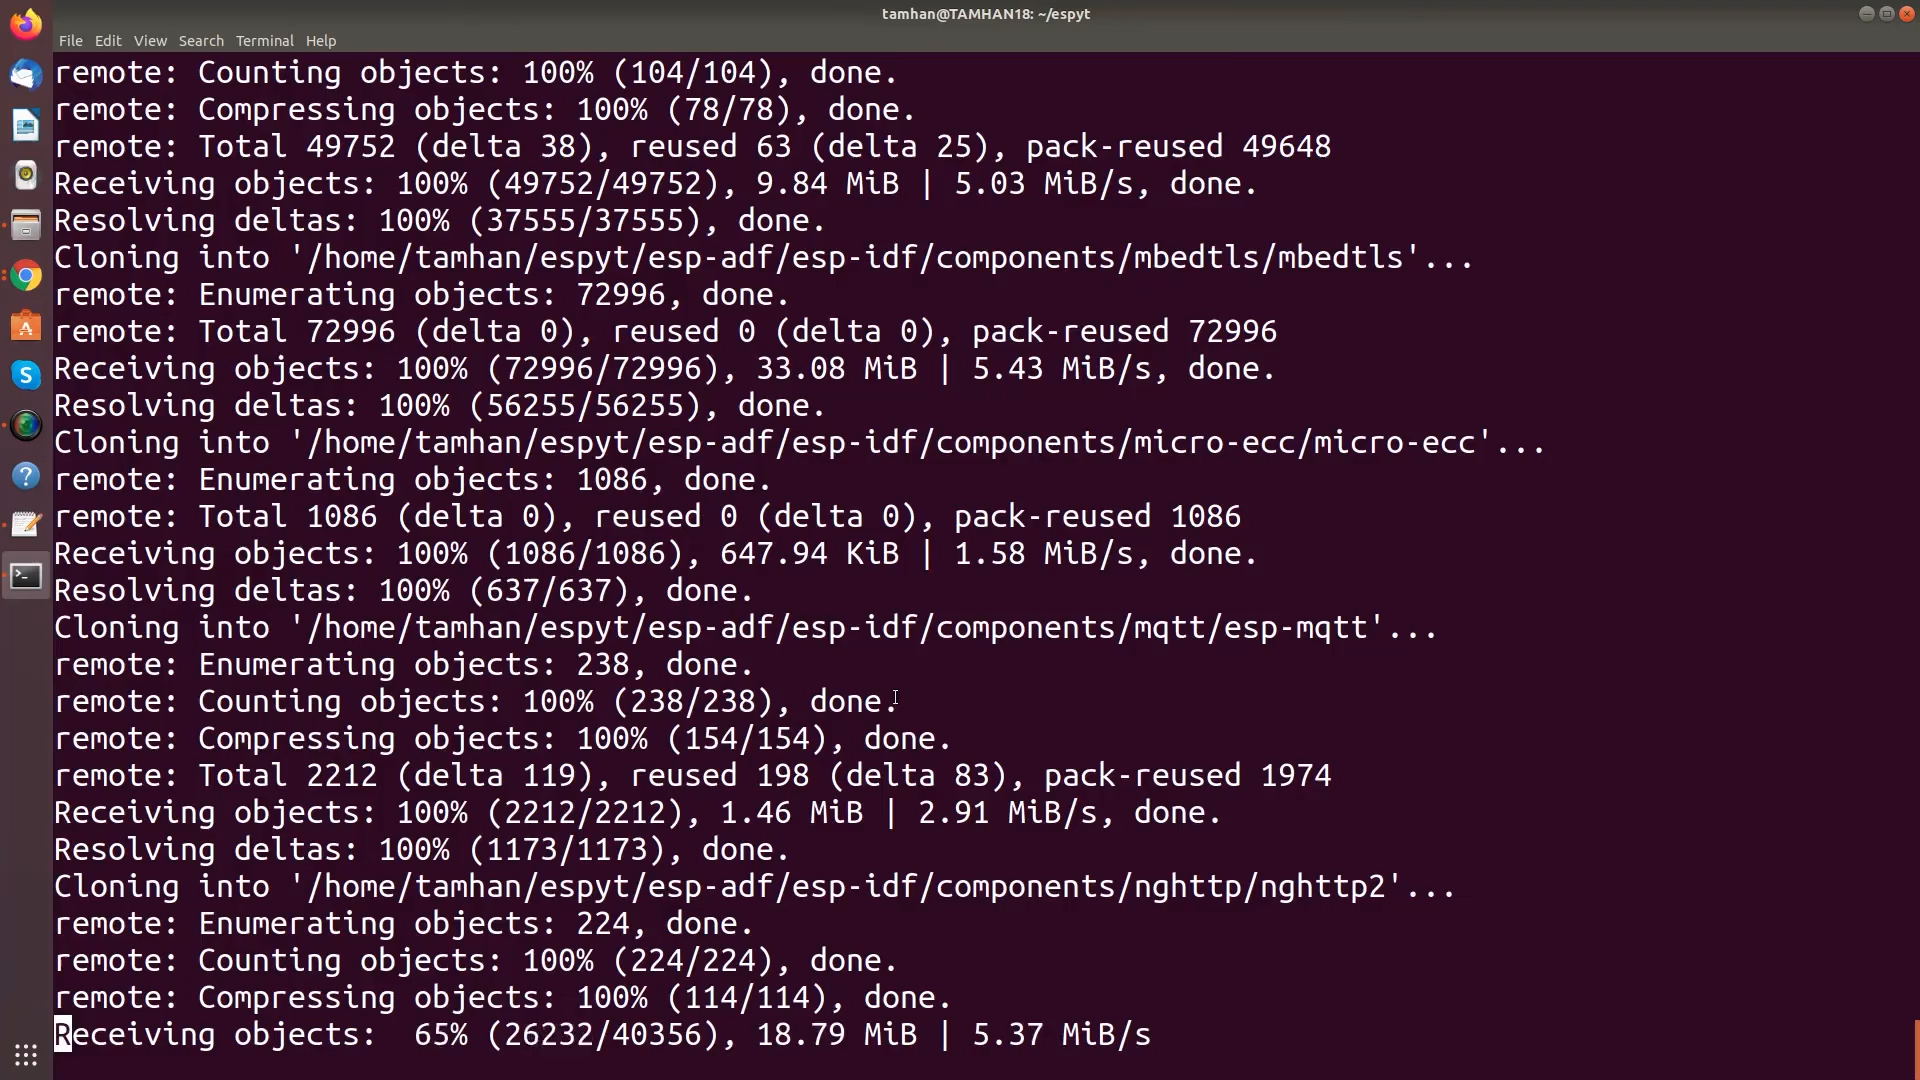 tamhan@TAMHAN18: ~/espyt
File Edit View Search Terminal Help
remote: Counting objects: 100% (104/104), done.
remote: Compressing objects: 100% (78/78), done.
remote: Total 49752 (delta 38), reused 63 (delta 25), pack-reused 49648
Receiving objects: 100% (49752/49752), 9.84 MiB | 5.03 MiB/s, done.
Resolving deltas: 100% (37555/37555), done.
Cloning into '/home/tamhan/espyt/esp-adf/esp-idf/components/mbedtls/mbedtls'...
remote: Enumerating objects: 72996, done.
remote: Total 72996 (delta 0), reused 0 (delta 0), pack-reused 72996
Receiving objects: 100% (72996/72996), 33.08 MiB | 5.43 MiB/s, done.
Resolving deltas: 100% (56255/56255), done.
Cloning into '/home/tamhan/espyt/esp-adf/esp-idf/components/micro-ecc/micro-ecc'...
remote: Enumerating objects: 1086, done.
remote: Total 1086 (delta 0), reused 0 (delta 0), pack-reused 1086
Receiving objects: 100% (1086/1086), 647.94 KiB | 1.58 MiB/s, done.
Resolving deltas: 100% (637/637), done.
Cloning into '/home/tamhan/espyt/esp-adf/esp-idf/components/mqtt/esp-mqtt'...
remote: Enumerating objects: 238, done.
remote: Counting objects: 100% (238/238), done.
remote: Compressing objects: 100% (154/154), done.
remote: Total 2212 (delta 119), reused 198 (delta 83), pack-reused 1974
Receiving objects: 100% (2212/2212), 1.46 MiB | 2.91 MiB/s, done.
Resolving deltas: 100% (1173/1173), done.
Cloning into '/home/tamhan/espyt/esp-adf/esp-idf/components/nghttp/nghttp2'...
remote: Enumerating objects: 224, done.
remote: Counting objects: 100% (224/224), done.
remote: Compressing objects: 100% (114/114), done.
Receiving objects:  65% (26232/40356), 18.79 MiB | 5.37 MiB/s